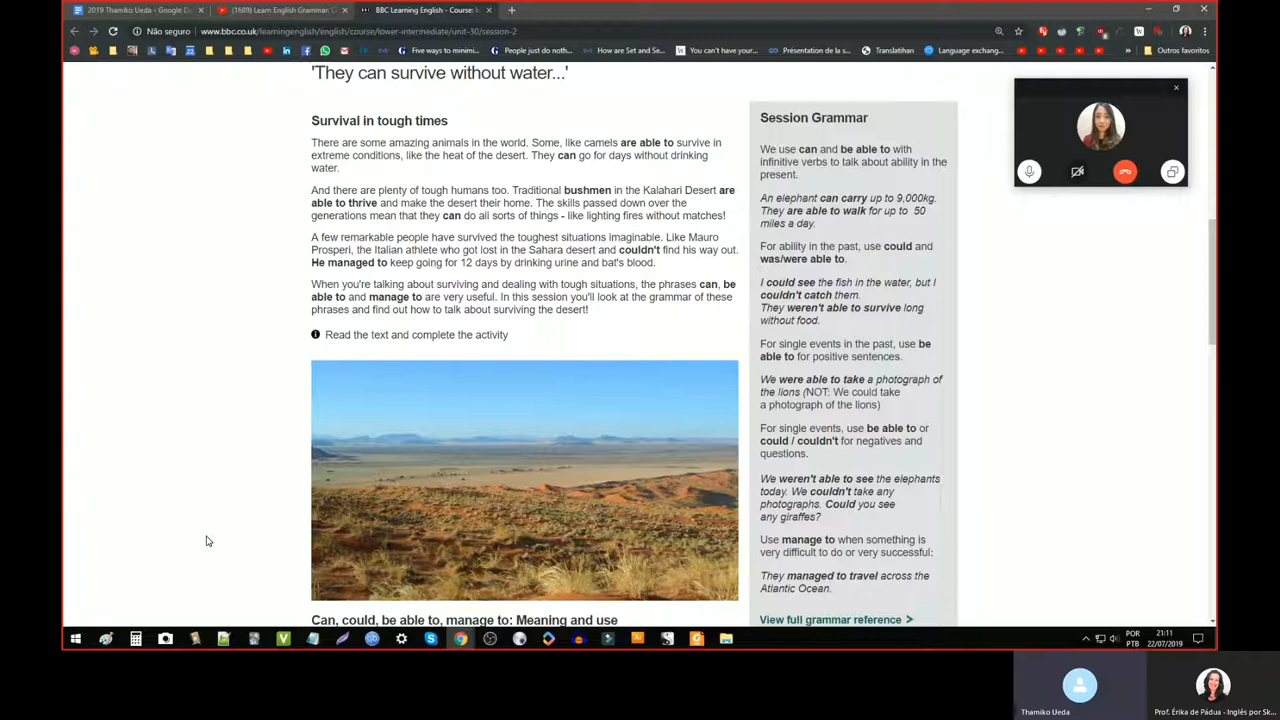 2019 Thamiko Ueda - Google D
(1689) Learn English Grammar:
BBC Learning English - Course: l
Não seguro
www.bbc.co.uk/learningenglish/english/course/lower-intermediate/unit-30/session-2
Five ways to minimi...
People just do noth...
How are Set and Se...
You can't have your...
Présentation de la s...
Translatihan
Language exchang...
»
Outros favoritos
'They can survive without water...'
Survival in tough times
There are some amazing animals in the world. Some, like camels are able to survive in
extreme conditions, like the heat of the desert. They can go for days without drinking
water.
And there are plenty of tough humans too. Traditional bushmen in the Kalahari Desert are
able to thrive and make the desert their home. The skills passed down over the
generations mean that they can do all sorts of things - like lighting fires without matches!
A few remarkable people have survived the toughest situations imaginable. Like Mauro
Prosperi, the Italian athlete who got lost in the Sahara desert and couldn't find his way out.
He managed to keep going for 12 days by drinking urine and bat's blood.
When you're talking about surviving and dealing with tough situations, the phrases can, be
able to and manage to are very useful. In this session you'll look at the grammar of these
phrases and find out how to talk about surviving the desert!
Read the text and complete the activity
Can, could, be able to, manage to: Meaning and use
Session Grammar
We use can and be able to with
infinitive verbs to talk about ability in the
present.
An elephant can carry up to 9,000kg.
They are able to walk for up to 50
miles a day.
For ability in the past, use could and
was/were able to.
I could see the fish in the water, but I
couldn't catch them.
They weren't able to survive long
without food.
For single events in the past, use be
able to for positive sentences.
We were able to take a photograph of
the lions (NOT: We could take
a photograph of the lions)
For single events, use be able to or
could / couldn't for negatives and
questions.
We weren't able to see the elephants
today. We couldn't take any
photographs. Could you see
any giraffes?
Use manage to when something is
very difficult to do or very successful:
They managed to travel across the
Atlantic Ocean.
View full grammar reference >
POR
PTB
21:11
22/07/2019
Thamiko Ueda
Prof. Érika de Pádua - Inglês por Sk...